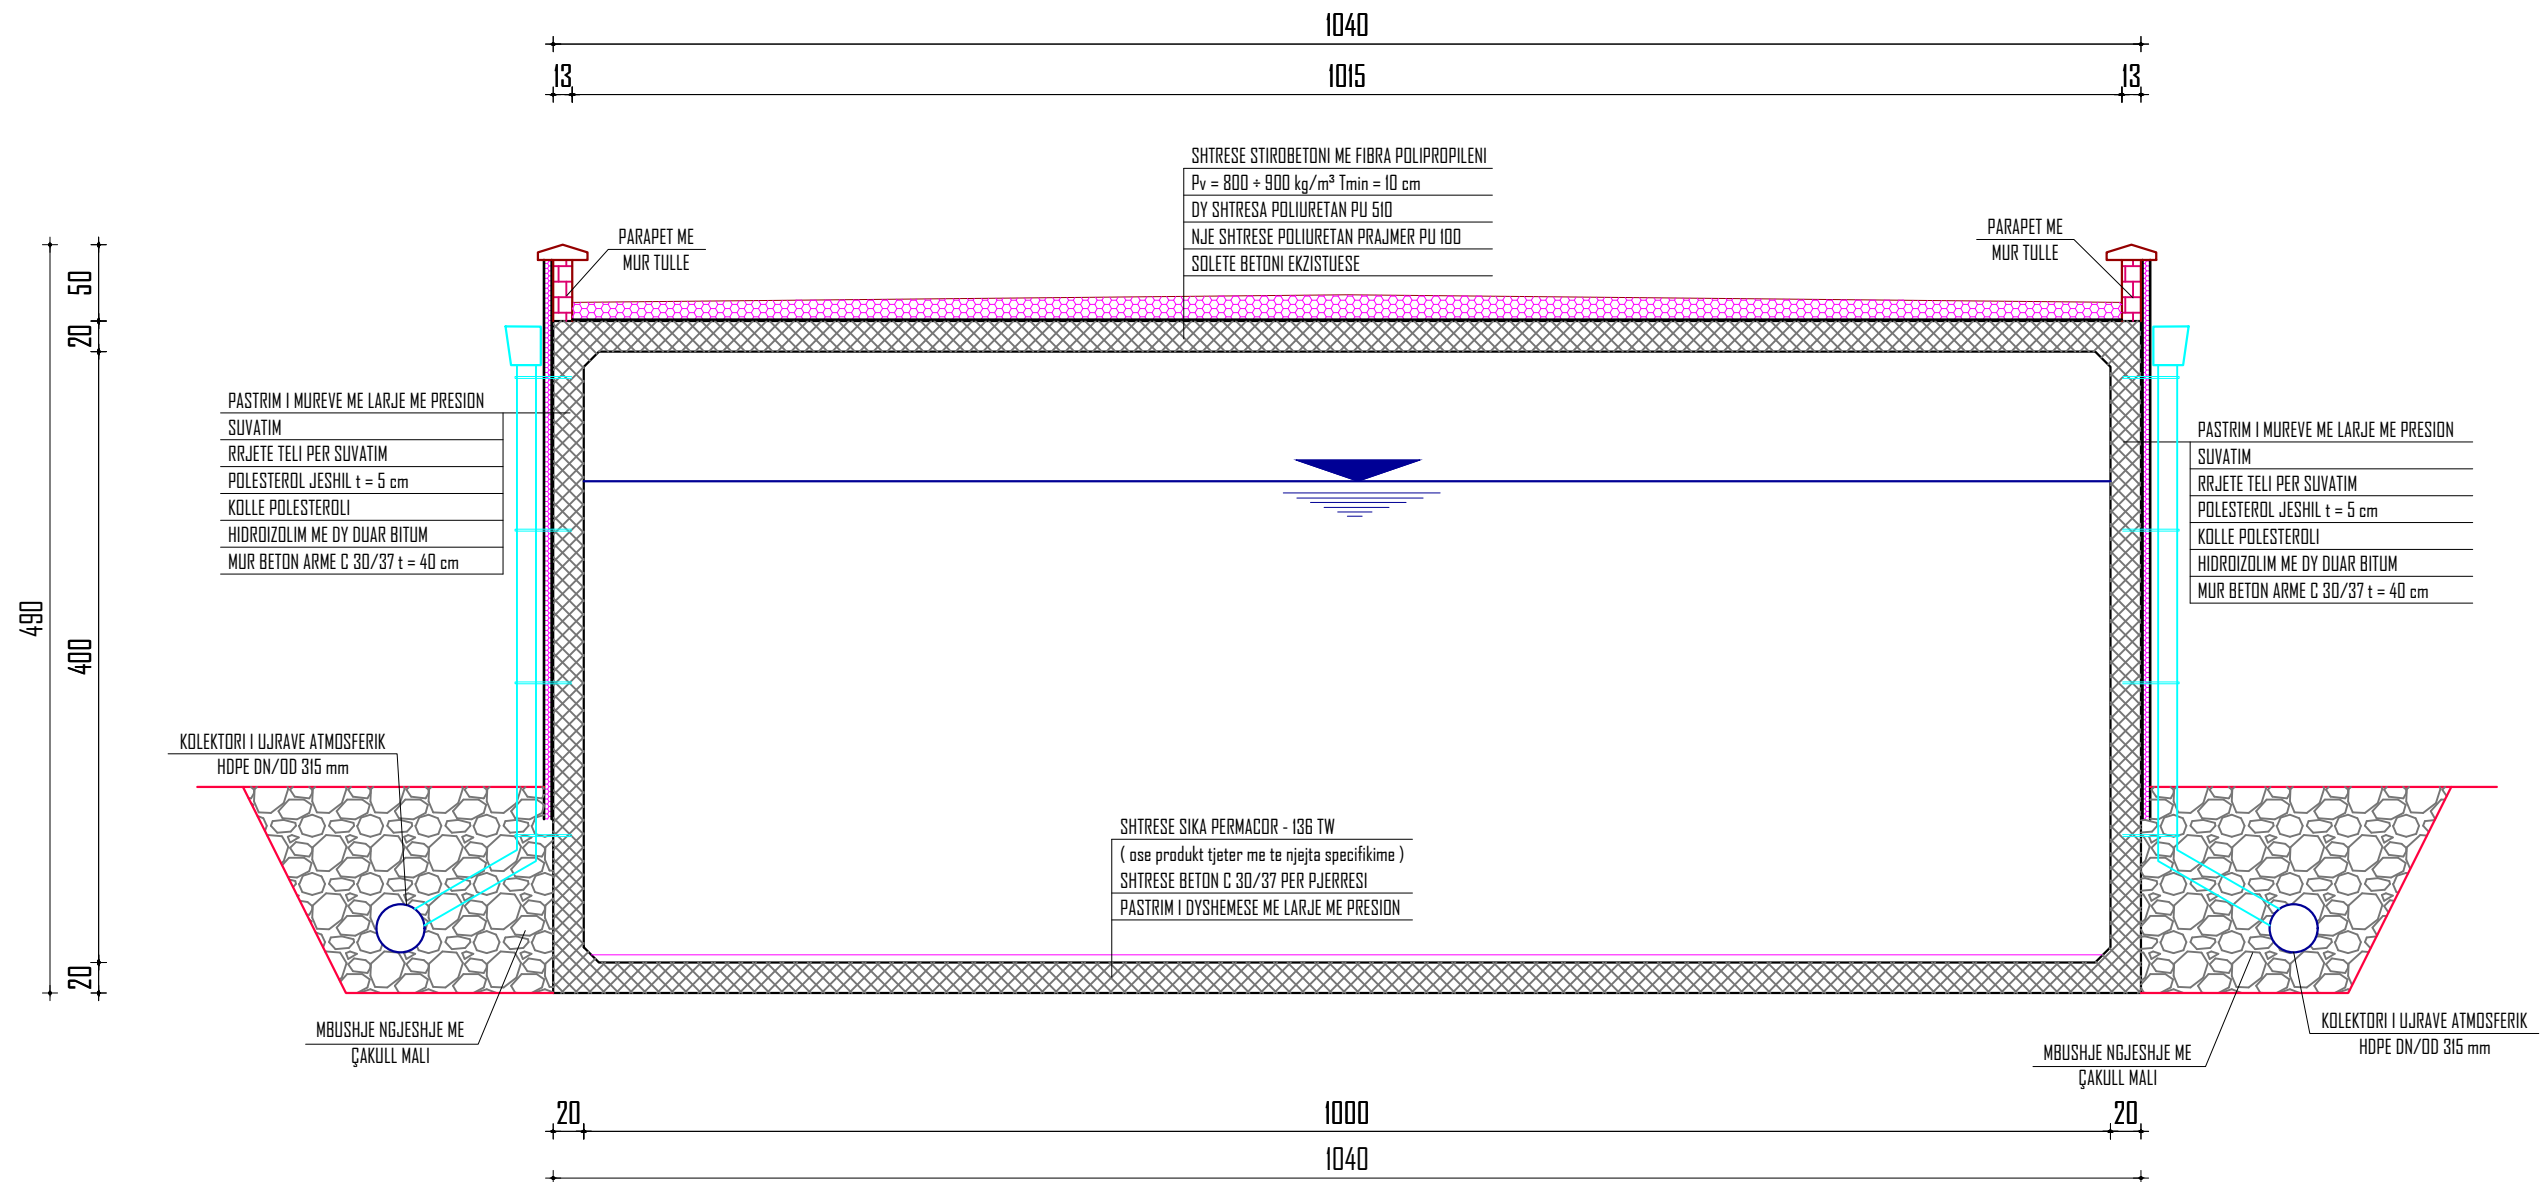 1040
13
1015
13
SHTRESE STIROBETONI ME FIBRA POLIPROPILENI
Pv = 800 ÷ 900 kg/m³ Tmin = 10 cm
DY SHTRESA POLIURETAN PU 510
NJE SHTRESE POLIURETAN PRAJMER PU 100
SOLETE BETONI EKZISTUESE
PARAPET ME
MUR TULLE
PARAPET ME
MUR TULLE
50
20
490
400
20
PASTRIM I MUREVE ME LARJE ME PRESION
SUVATIM
RRJETE TELI PER SUVATIM
POLESTEROL JESHIL t = 5 cm
KOLLE POLESTEROLI
HIDROIZOLIM ME DY DUAR BITUM
MUR BETON ARME C 30/37 t = 40 cm
PASTRIM I MUREVE ME LARJE ME PRESION
SUVATIM
RRJETE TELI PER SUVATIM
POLESTEROL JESHIL t = 5 cm
KOLLE POLESTEROLI
HIDROIZOLIM ME DY DUAR BITUM
MUR BETON ARME C 30/37 t = 40 cm
KOLEKTORI I UJRAVE ATMOSFERIK
HDPE DN/OD 315 mm
SHTRESE SIKA PERMACOR - 136 TW
( ose produkt tjeter me te njejta specifikime )
SHTRESE BETON C 30/37 PER PJERRESI
PASTRIM I DYSHEMESE ME LARJE ME PRESION
MBUSHJE NGJESHJE ME
ÇAKULL MALI
KOLEKTORI I UJRAVE ATMOSFERIK
HDPE DN/OD 315 mm
MBUSHJE NGJESHJE ME
ÇAKULL MALI
20
1000
20
1040